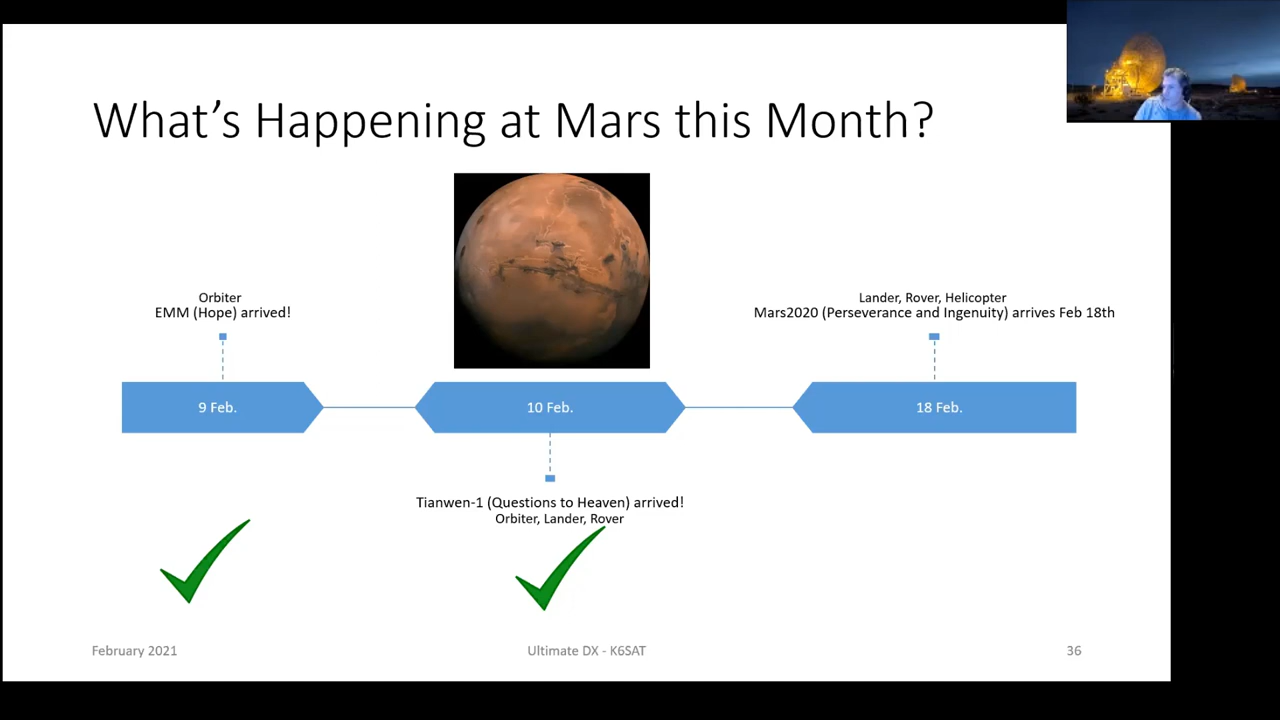 What's Happening at Mars this Month?
Orbiter
EMM (Hope) arrived!
Lander, Rover, Helicopter
Mars2020 (Perseverance and Ingenuity) arrives Feb 18th
9 Feb.
10 Feb.
18 Feb.
Tianwen-1 (Questions to Heaven) arrived!
Orbiter, Lander, Rover
February 2021
Ultimate DX - K6SAT
36